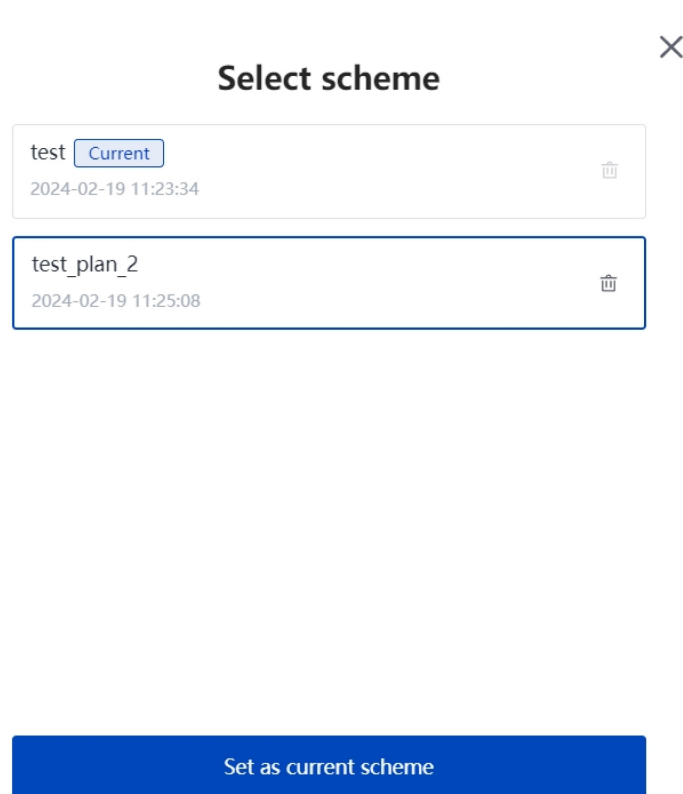 Select scheme
test Current
2024-02-19 11:23:34
test_plan_2
2024-02-19 11:25:08
Set as current scheme